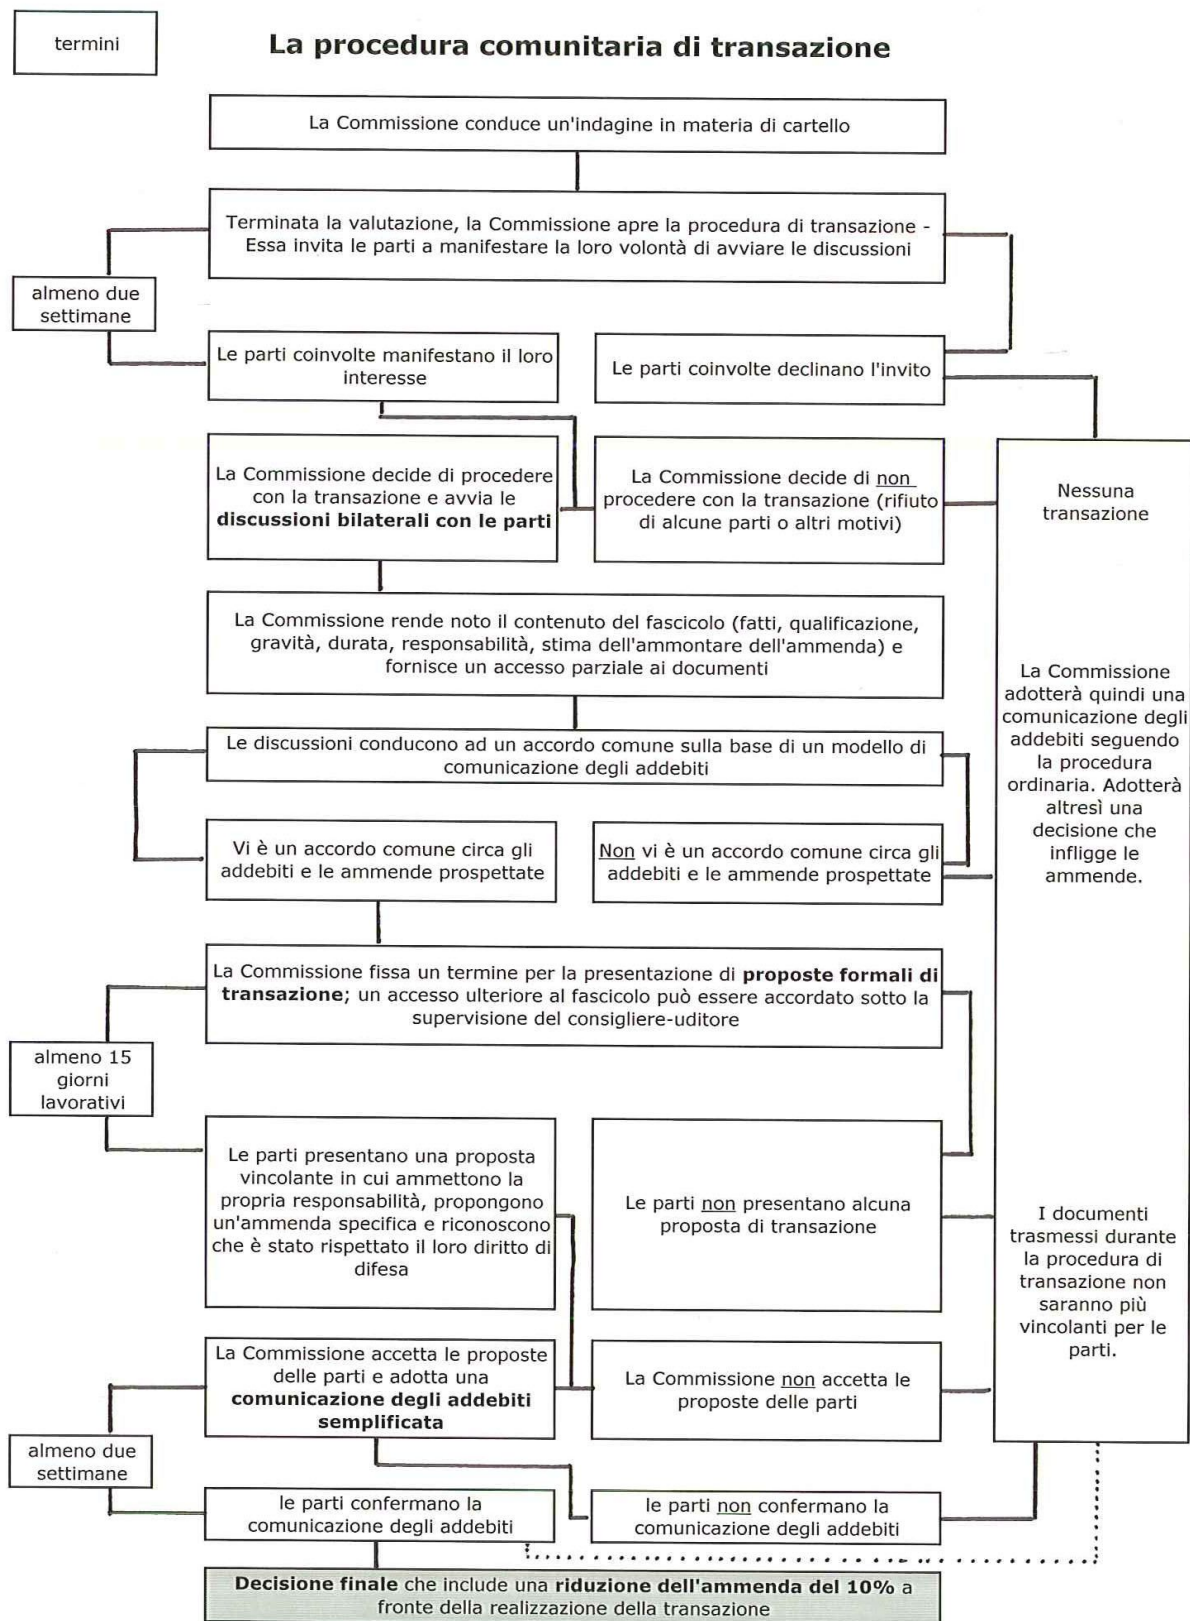 termini
La procedura comunitaria di transazione
La Commissione conduce un'indagine in materia di cartello
Terminata la valutazione, la Commissione apre la procedura di transazione -
Essa invita le parti a manifestare la loro volontà di avviare le discussioni
almeno due
settimane
Le parti coinvolte manifestano il loro
interesse
Le parti coinvolte declinano l'invito
La Commissione decide di procedere
con la transazione e avvia le
discussioni bilaterali con le parti
La Commissione decide di non
procedere con la transazione (rifiuto
di alcune parti o altri motivi)
Nessuna
transazione
La Commissione rende noto il contenuto del fascicolo (fatti, qualificazione,
gravità, durata, responsabilità, stima dell'ammontare dell'ammenda) e
fornisce un accesso parziale ai documenti
La Commissione
adotterà quindi una
comunicazione degli
addebiti seguendo
la procedura
ordinaria. Adotterà
altresì una
decisione che
infligge le
ammende.
Le discussioni conducono ad un accordo comune sulla base di un modello di
comunicazione degli addebiti
Vi è un accordo comune circa gli
addebiti e le ammende prospettate
Non vi è un accordo comune circa gli
addebiti e le ammende prospettate
La Commissione fissa un termine per la presentazione di proposte formali di
transazione; un accesso ulteriore al fascicolo può essere accordato sotto la
supervisione del consigliere-uditore
almeno 15
giorni
lavorativi
Le parti presentano una proposta
vincolante in cui ammettono la
propria responsabilità, propongono
un'ammenda specifica e riconoscono
che è stato rispettato il loro diritto di
difesa
Le parti non presentano alcuna
proposta di transazione
I documenti
trasmessi durante
la procedura di
transazione non
saranno più
vincolanti per le
parti.
La Commissione accetta le proposte
delle parti e adotta una
comunicazione degli addebiti
semplificata
La Commissione non accetta le
proposte delle parti
almeno due
settimane
le parti confermano la
comunicazione degli addebiti
le parti non confermano la
comunicazione degli addebiti
Decisione finale che include una riduzione dell'ammenda del 10% a
fronte della realizzazione della transazione